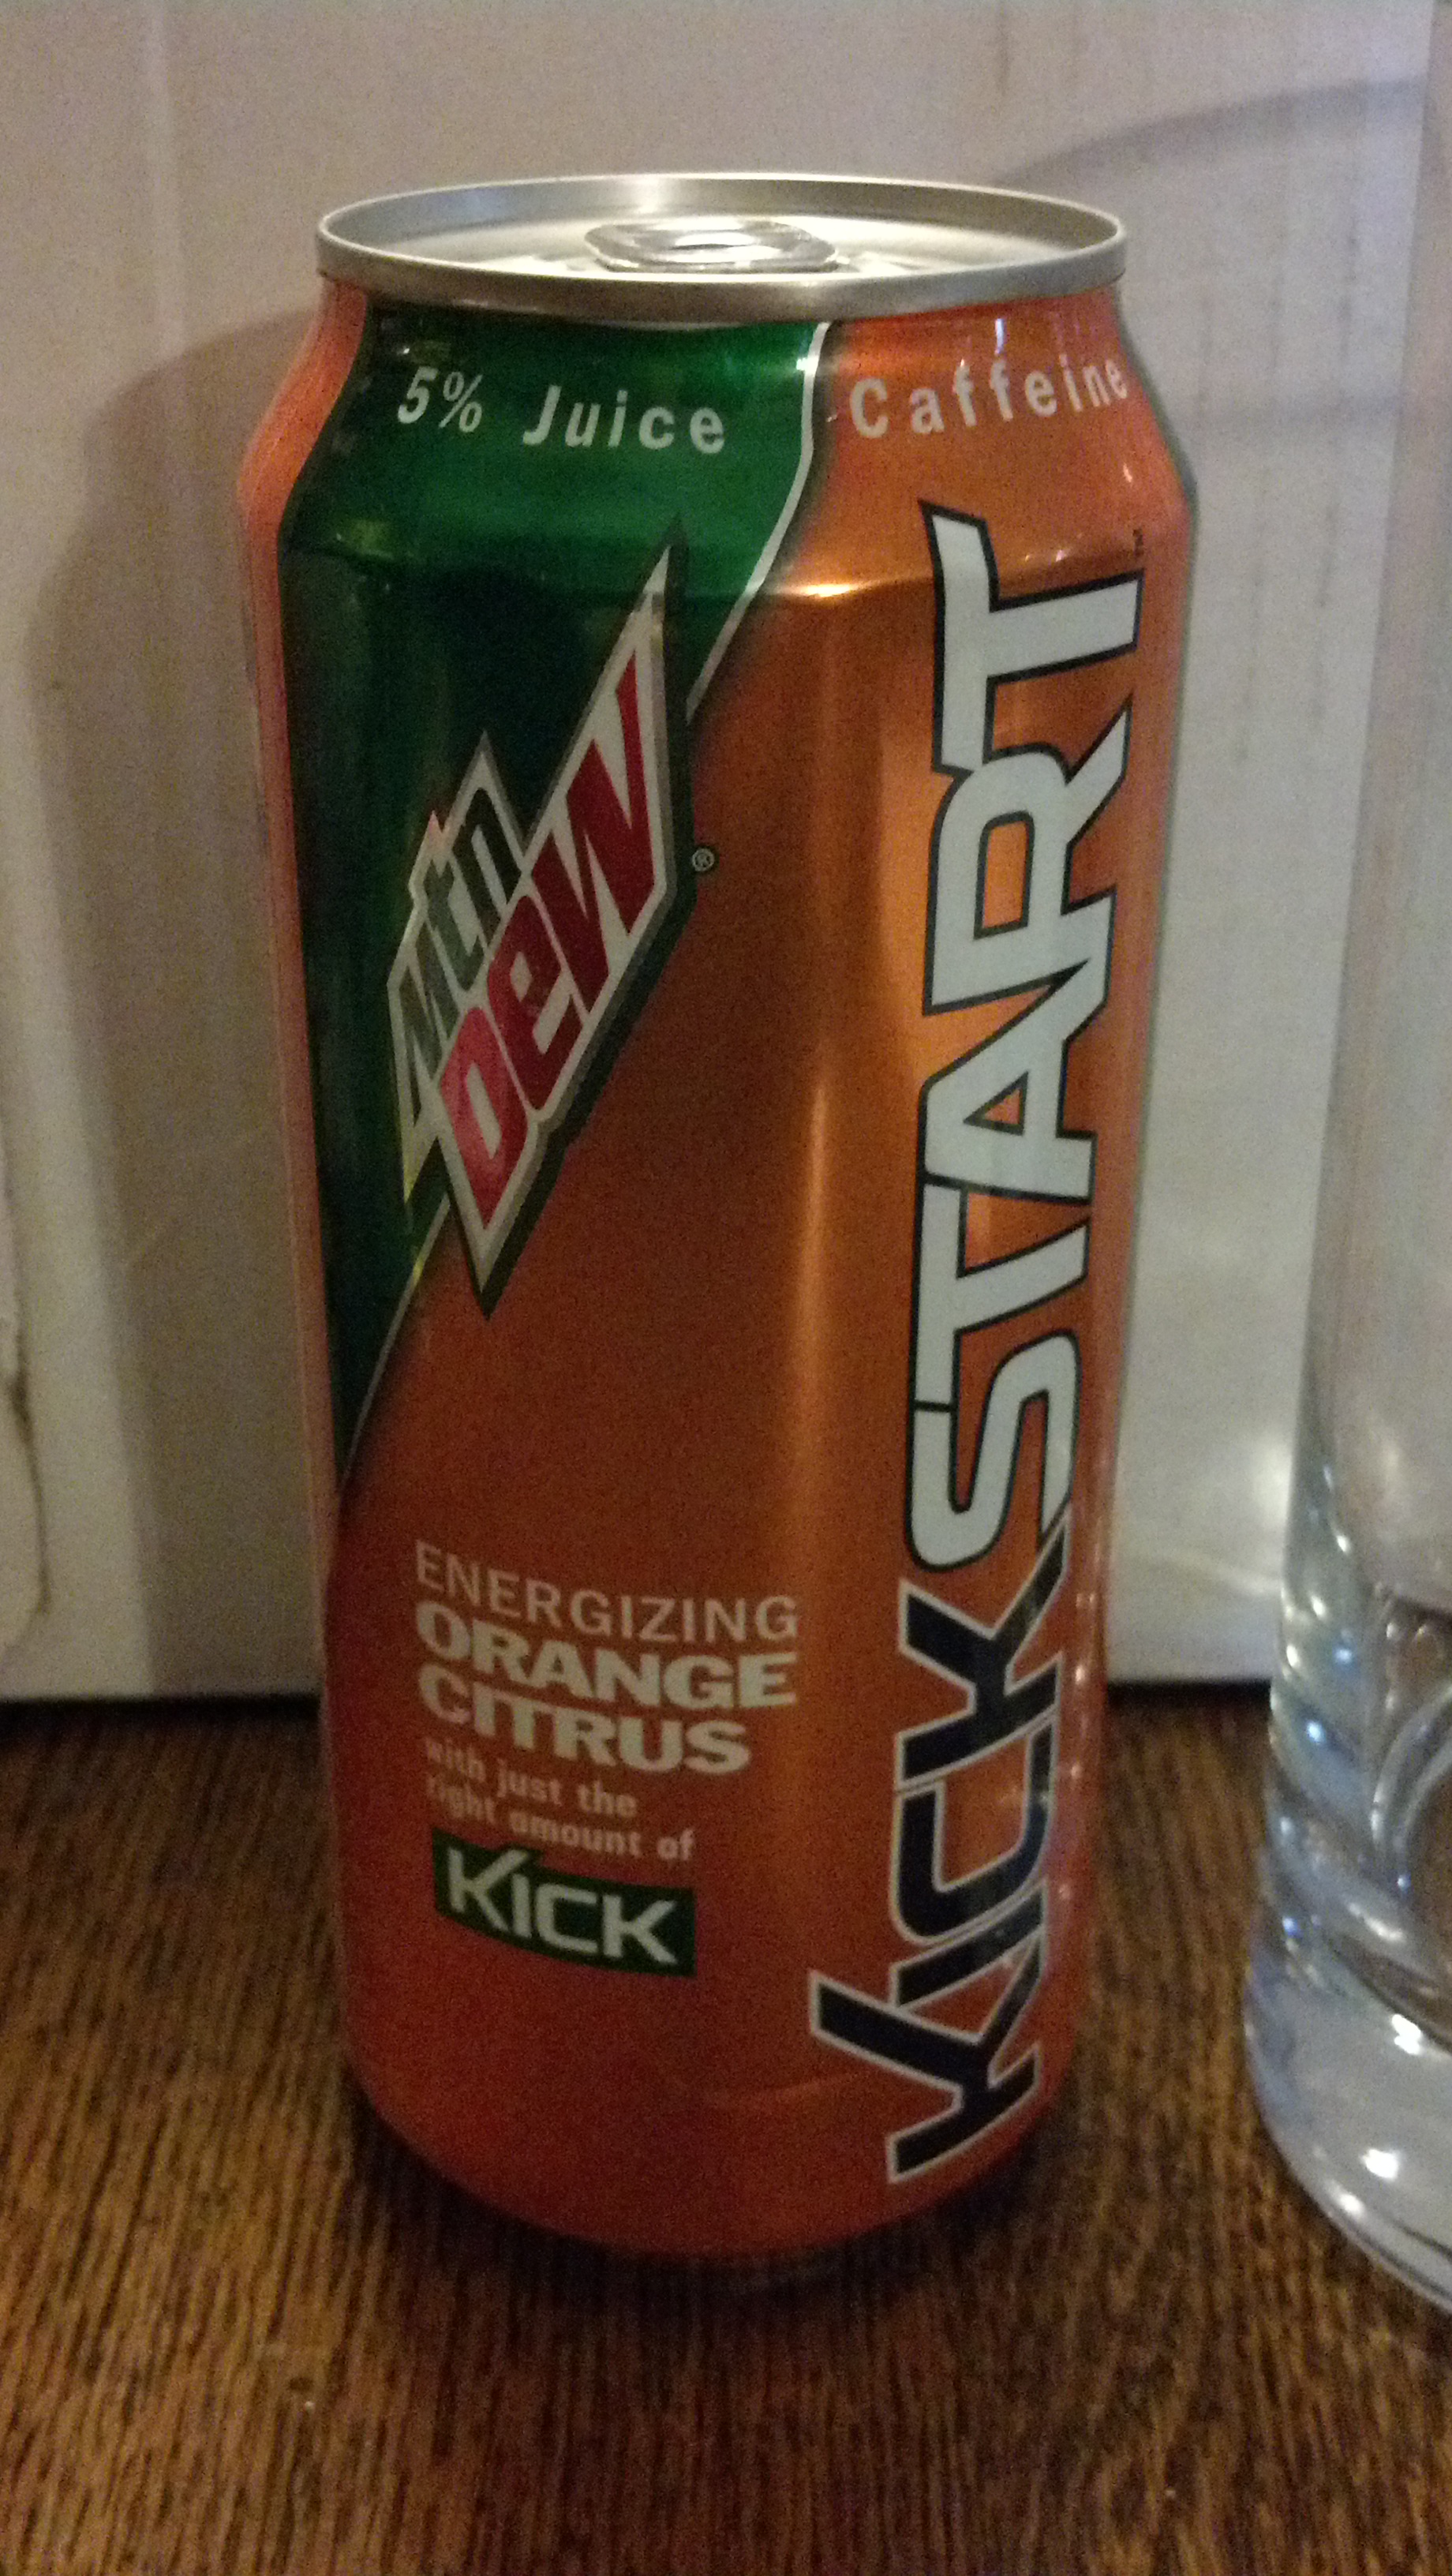 5% Juice
Caffeine
Mtn
Dew
®
KICKSTART
ENERGIZING
ORANGE
CITRUS
with just the
right amount of
KICK